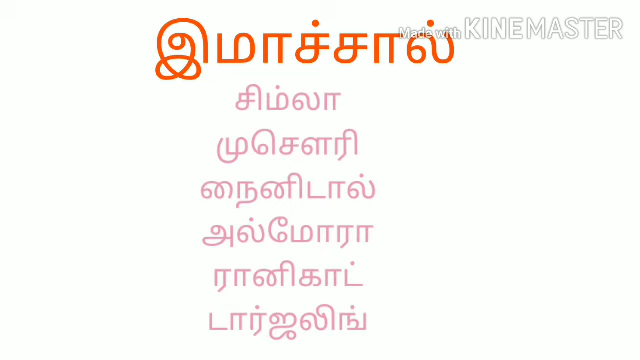 இமாச்சால்
Made with KINEMASTER
சிம்லா
முசௌரி
நைனிடால்
அல்மோரா
ரானிகாட்
டார்ஜலிங்